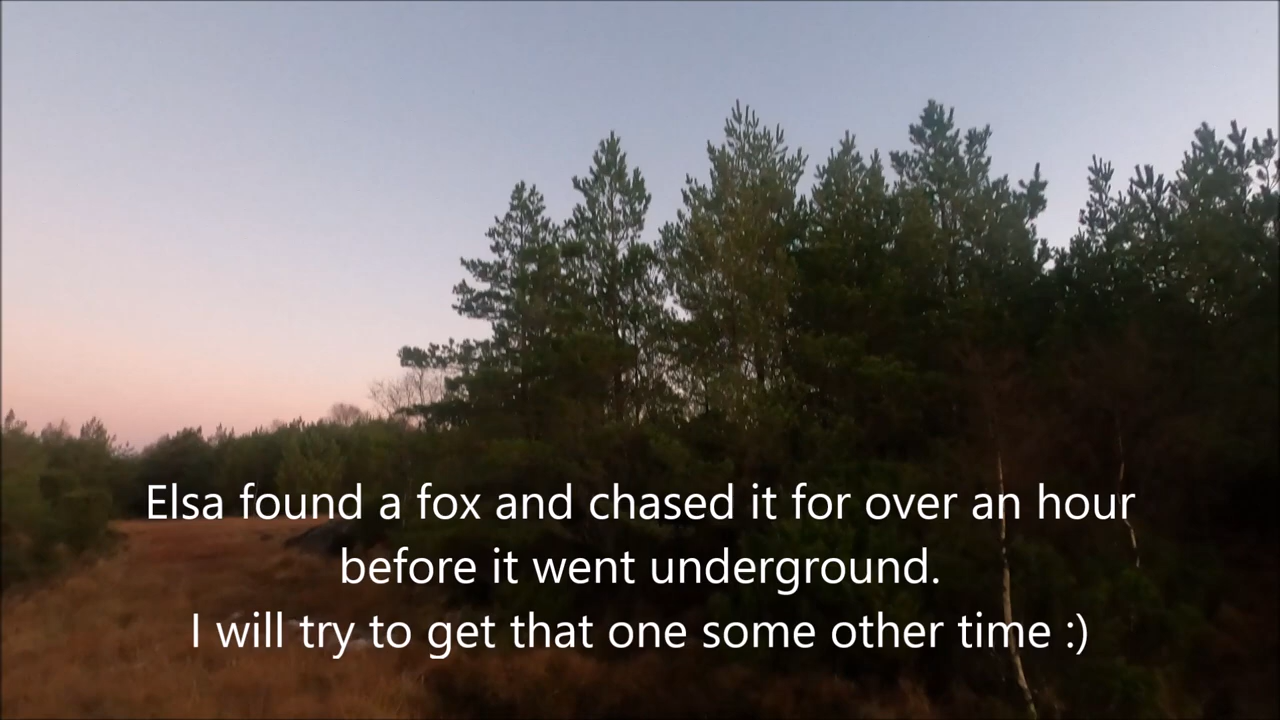 Elsa found a fox and chased it for over an hour
before it went underground.
I will try to get that one some other time :)